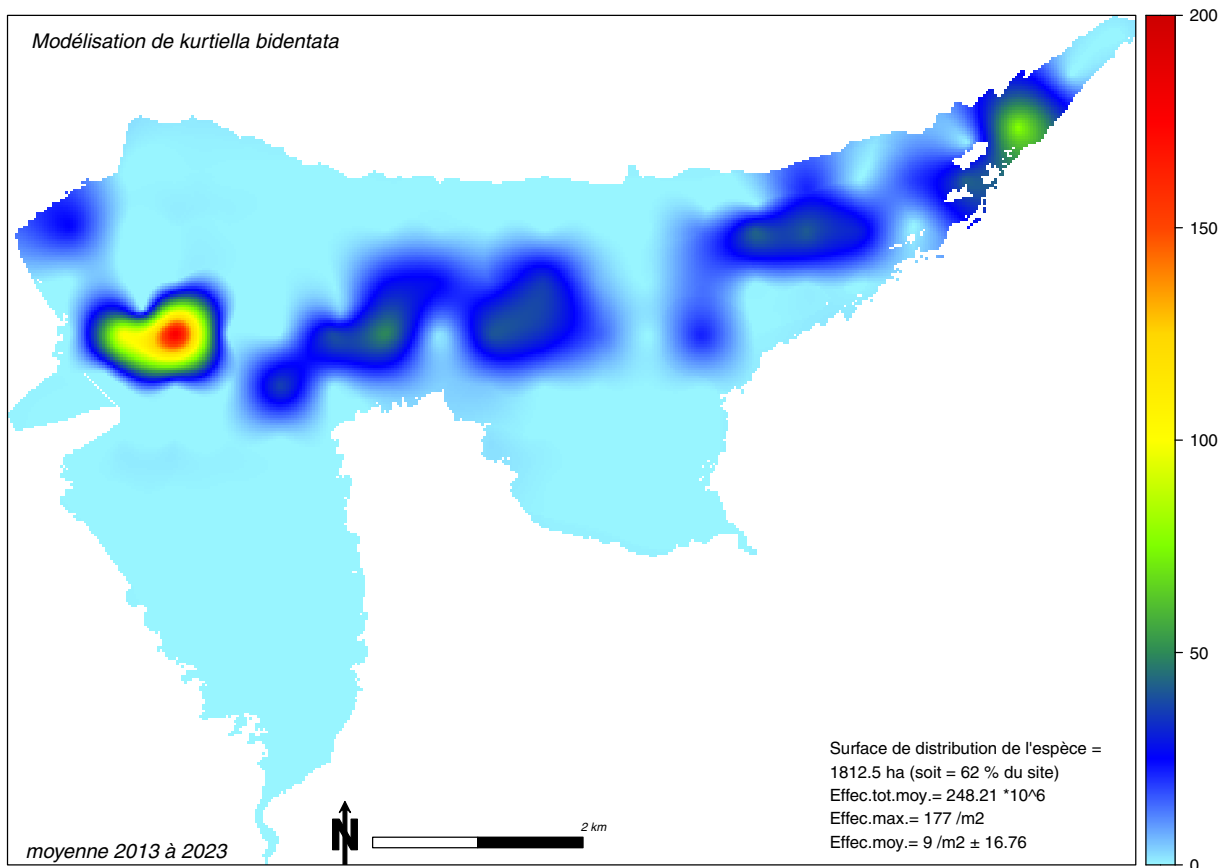 Modélisation de kurtiella bidentata
200
150
100
50
0
Surface de distribution de l'espèce =
1812.5 ha (soit = 62 % du site)
Effec.tot.moy.= 248.21 *10^6
Effec.max.= 177 /m2
Effec.moy.= 9 /m2 ± 16.76
N
2 km
moyenne 2013 à 2023